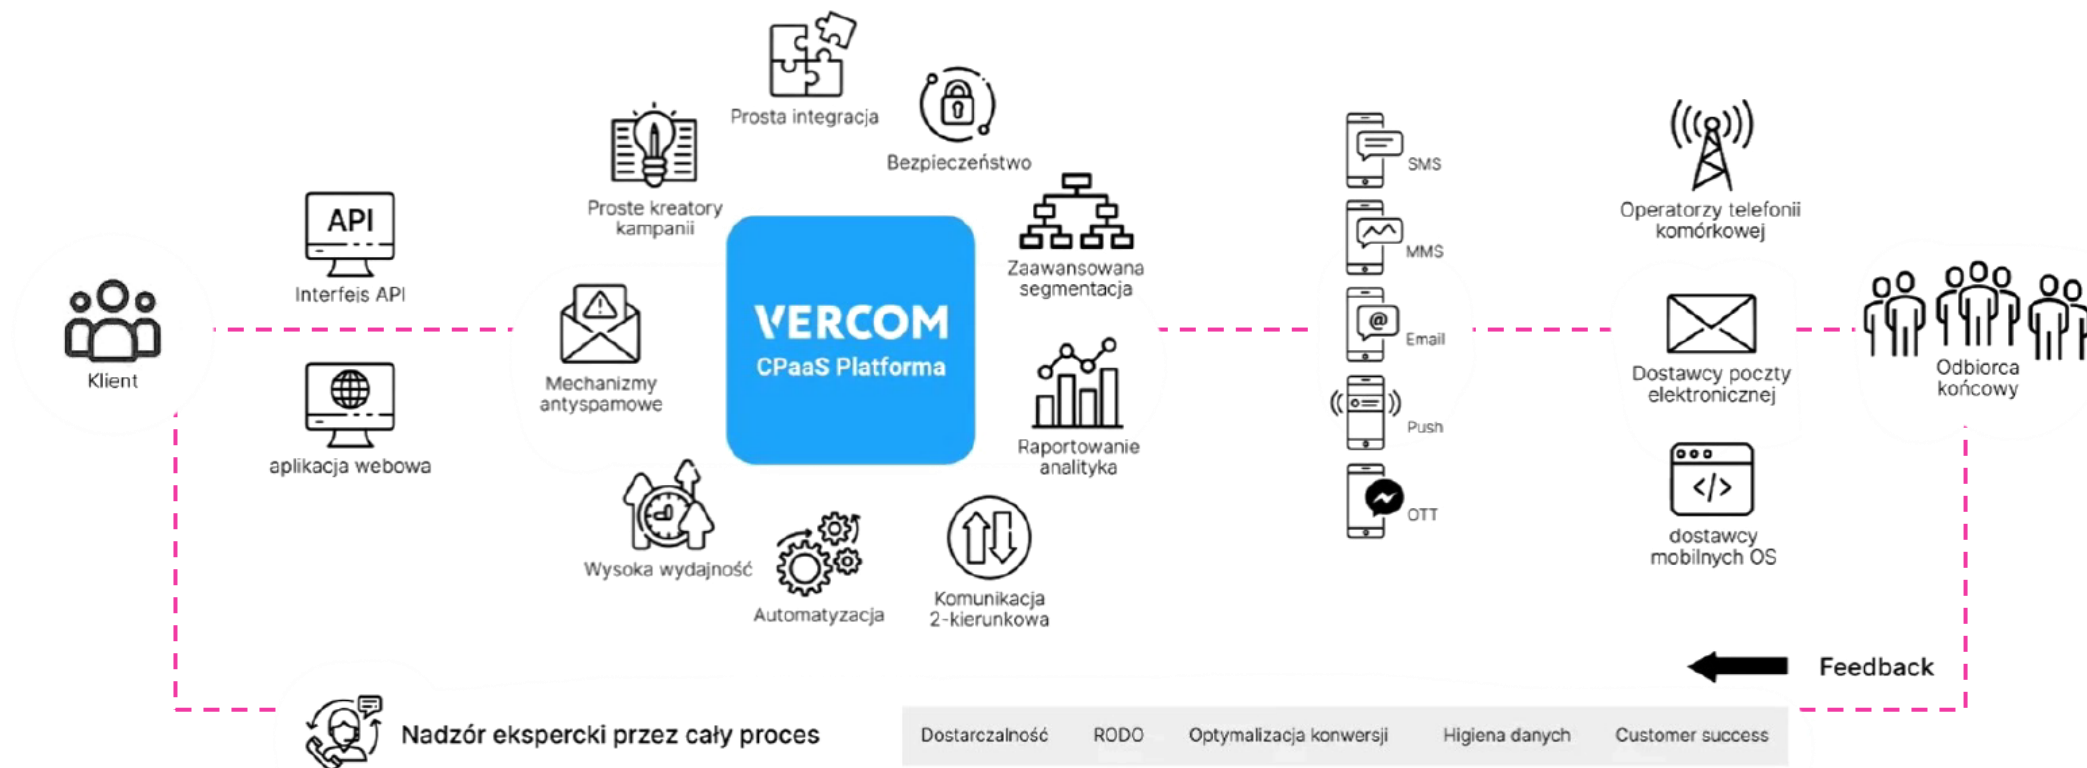 Klient
API
Interfejs API
aplikacja webowa
Prosta integracja
Proste kreatory
kampanii
Bezpieczeństwo
Mechanizmy
antyspamowe
VERCOM
CPaaS Platforma
Zaawansowana
segmentacja
Raportowanie
analityka
Wysoka wydajność
Automatyzacja
Komunikacja
2-kierunkowa
SMS
MMS
@
Email
Push
OTT
Operatorzy telefonii
komórkowej
Dostawcy poczty
elektronicznej
</>
dostawcy
mobilnych OS
Odbiorca
końcowy
Feedback
Nadzór ekspercki przez cały proces
Dostarczalność RODO Optymalizacja konwersji Higiena danych Customer success